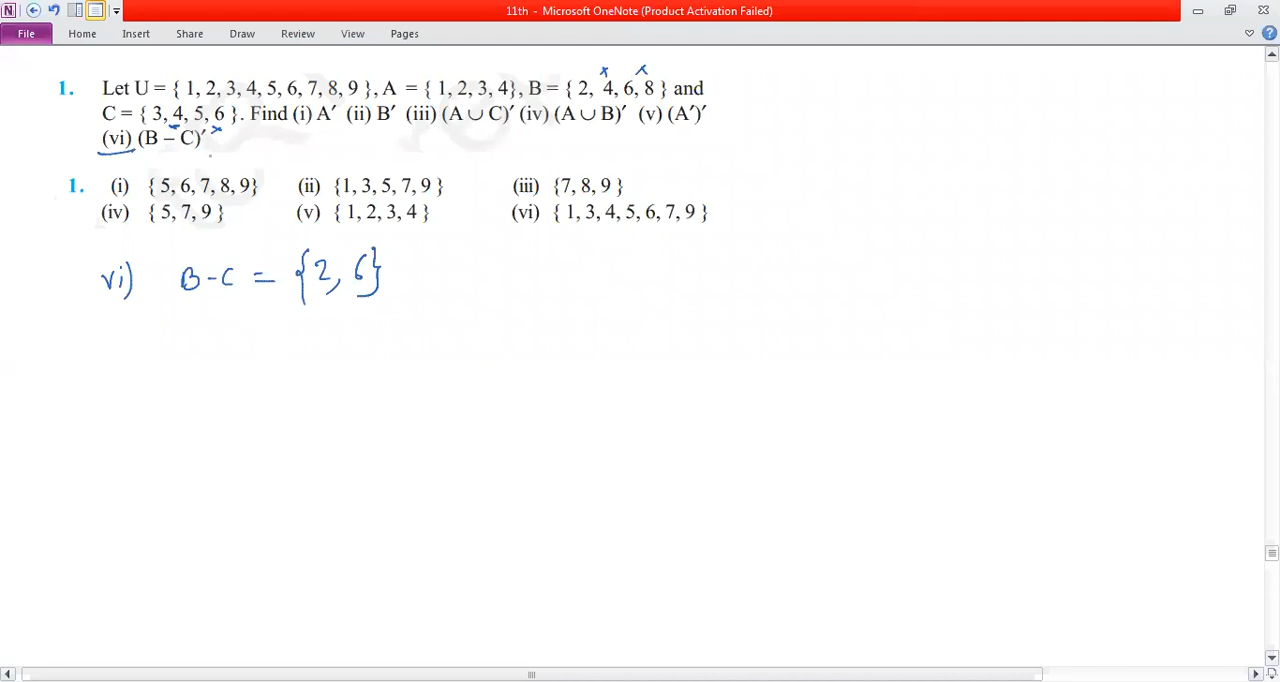 11th - Microsoft OneNote (Product Activation Failed)
File Home Insert Share Draw Review View Pages
1. Let U = { 1, 2, 3, 4, 5, 6, 7, 8, 9 }, A = { 1, 2, 3, 4}, B = { 2, 4, 6, 8 } and
C = { 3, 4, 5, 6 }. Find (i) A′ (ii) B′ (iii) (A ∪ C)′ (iv) (A ∪ B)′ (v) (A′)′
(vi) (B – C)′
1. (i) { 5, 6, 7, 8, 9} (ii) {1, 3, 5, 7, 9 } (iii) {7, 8, 9 }
(iv) { 5, 7, 9 } (v) { 1, 2, 3, 4 } (vi) { 1, 3, 4, 5, 6, 7, 9 }
vi) B-C = {2, 6}